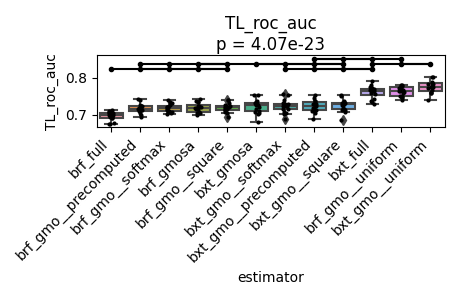 TL_roc_auc
p = 4.07e-23
TL_roc_auc
0.8
0.7
brf_full
brf_gmo__precomputed
brf_gmo__softmax
brf_gmosa
brf_gmo__square
bxt_gmosa
bxt_gmo__softmax
bxt_gmo__precomputed
bxt_gmo__square
bxt_full
brf_gmo__uniform
bxt_gmo__uniform
estimator